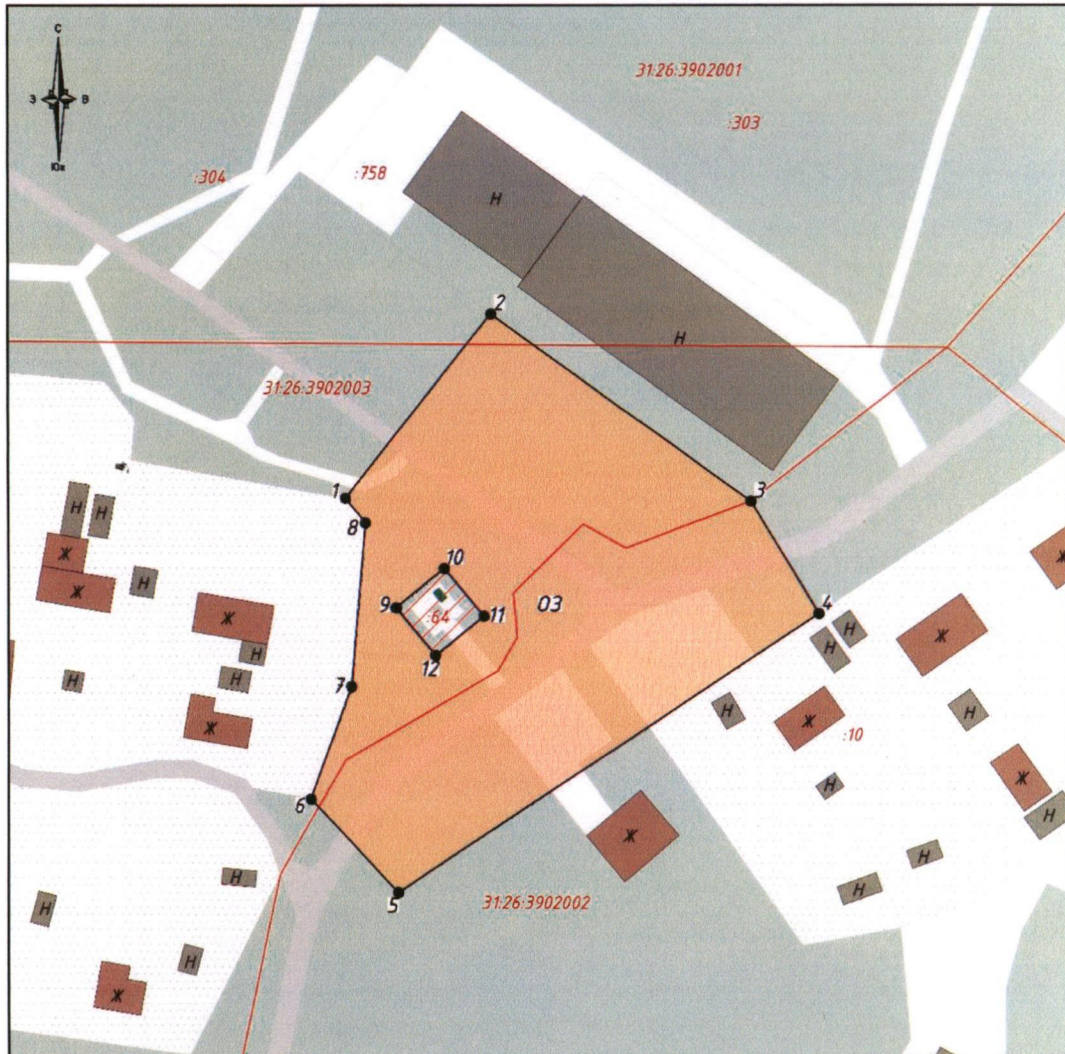 С
З В
Юж
31:26:3902001
:303
:304
:758
Н
2
Н
31:26:3902003
1
3
8
Н Н
Ж
10
Ж Н
9
:64
11
ОЗ
4
Ж
Н
Н
Н
Ж
Ж
12
Н
Н
7
Н
Н
Ж
Ж
:10
Н
Ж
6
Н
Н
Ж
Н
Н
Н
5
31:26:3902002
Н
Н
Ж